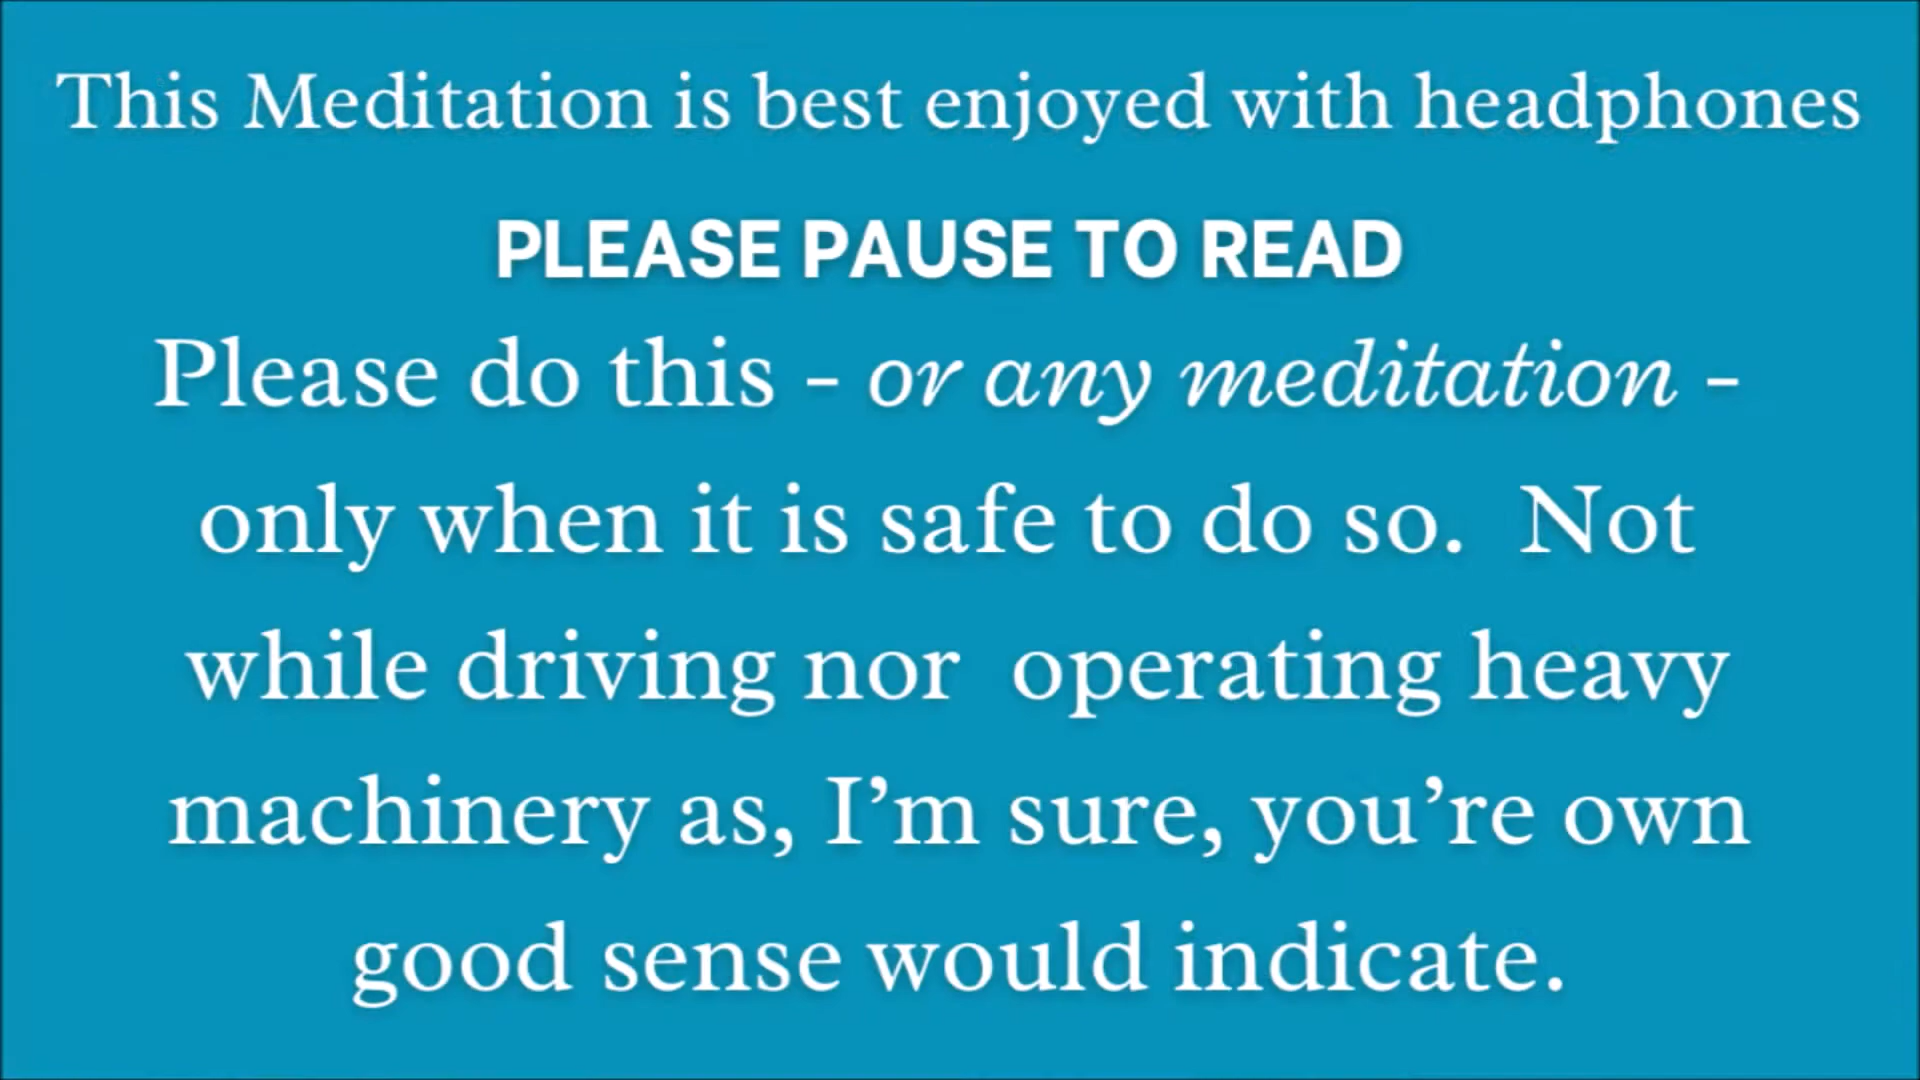 This Meditation is best enjoyed with headphones
PLEASE PAUSE TO READ
Please do this - or any meditation -
only when it is safe to do so.  Not
while driving nor  operating heavy
machinery as, I’m sure, you’re own
good sense would indicate.